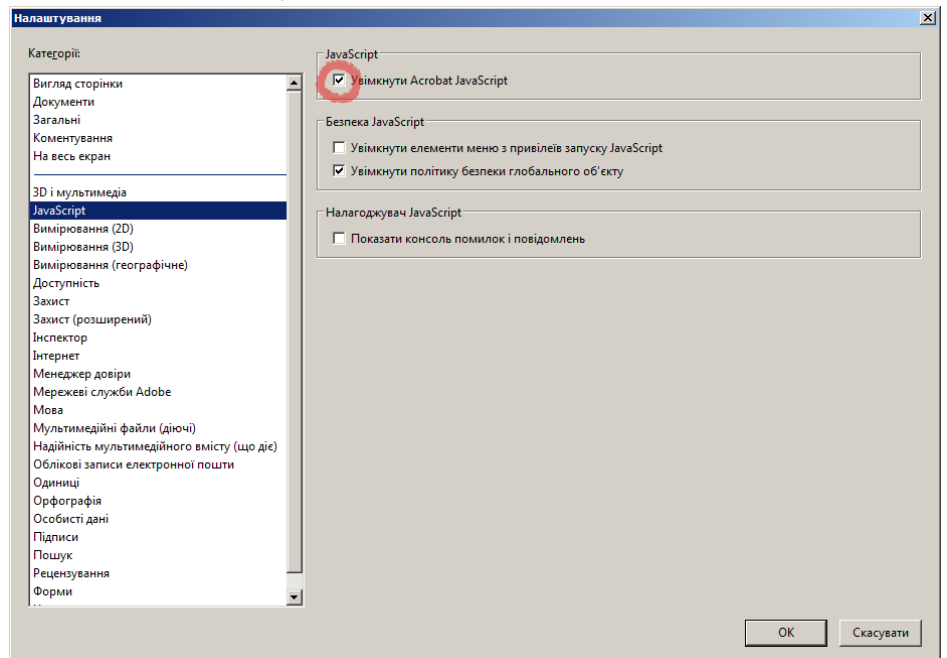 Налаштування
Категорії:
Вигляд сторінки
Документи
Загальні
Коментування
На весь екран
3D і мультимедіа
JavaScript
Вимірювання (2D)
Вимірювання (3D)
Вимірювання (географічне)
Доступність
Захист
Захист (розширений)
Інспектор
Інтернет
Менеджер довіри
Мережеві служби Adobe
Мова
Мультимедійні файли (діючі)
Надійність мультимедійного вмісту (що діє)
Облікові записи електронної пошти
Одиниці
Орфографія
Особисті дані
Підписи
Пошук
Рецензування
Форми
JavaScript
Увімкнути Acrobat JavaScript
Безпека JavaScript
Увімкнути елементи меню з привілеїв запуску JavaScript
Увімкнути політику безпеки глобального об'єкту
Налагоджувач JavaScript
Показати консоль помилок і повідомлень
OK
Скасувати